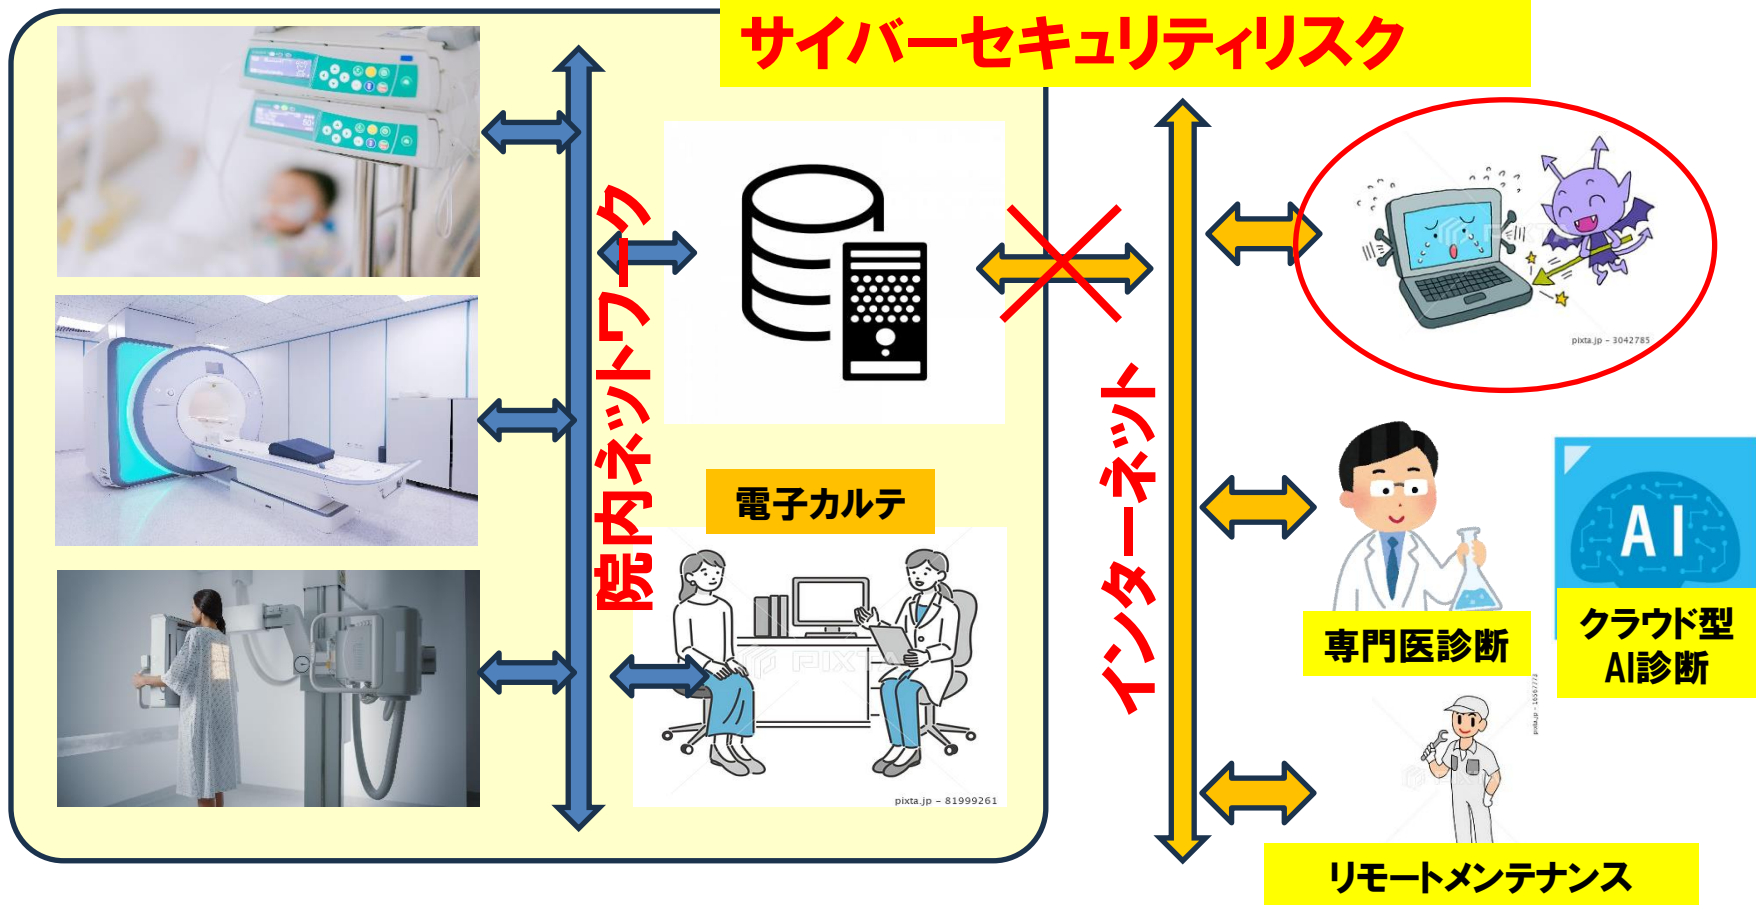 サイバーセキュリティリスク
院内ネットワーク
電子カルテ
PIXTA
pixta.jp - 81999261
インターネット
PIXTA
pixta.jp - 3042785
AI
専門医診断
クラウド型
AI診断
リモートメンテナンス